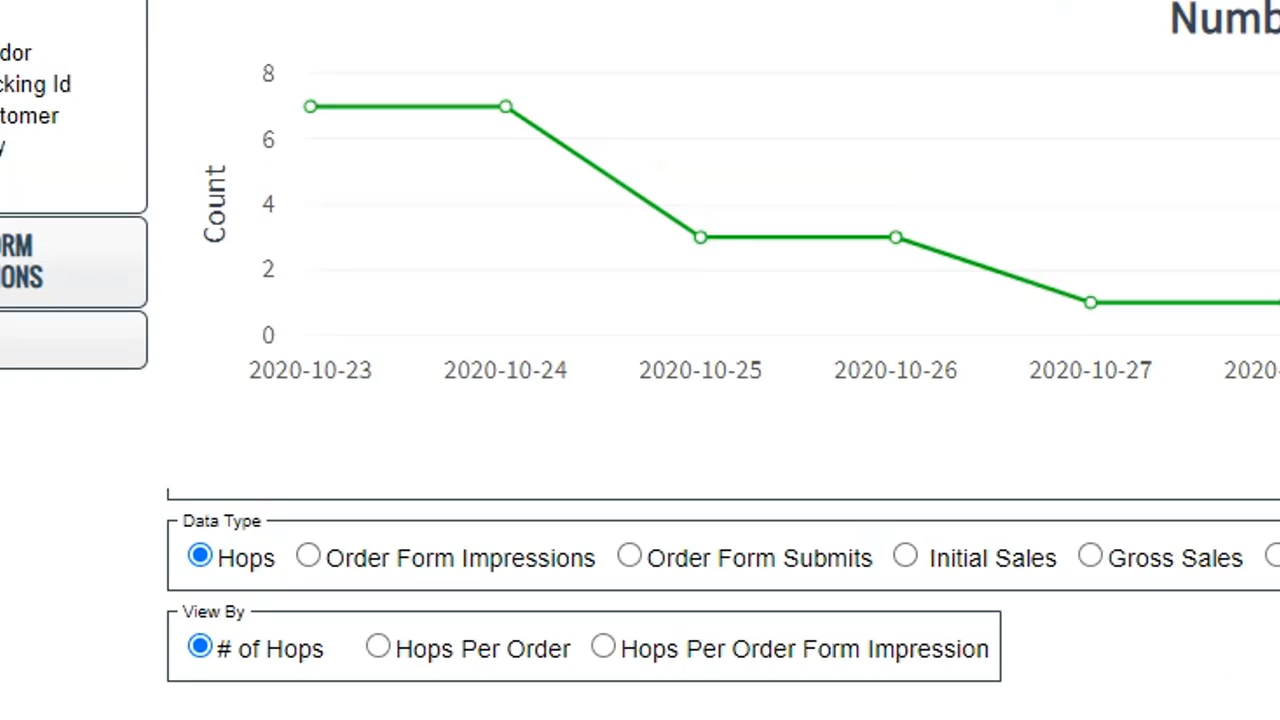 Numb
dor
cking Id
tomer
y
ORM
IONS
Count
8
6
4
2
0
2020-10-23 2020-10-24 2020-10-25 2020-10-26 2020-10-27 2020-
Data Type
Hops Order Form Impressions Order Form Submits Initial Sales Gross Sales
View By
# of Hops Hops Per Order Hops Per Order Form Impression